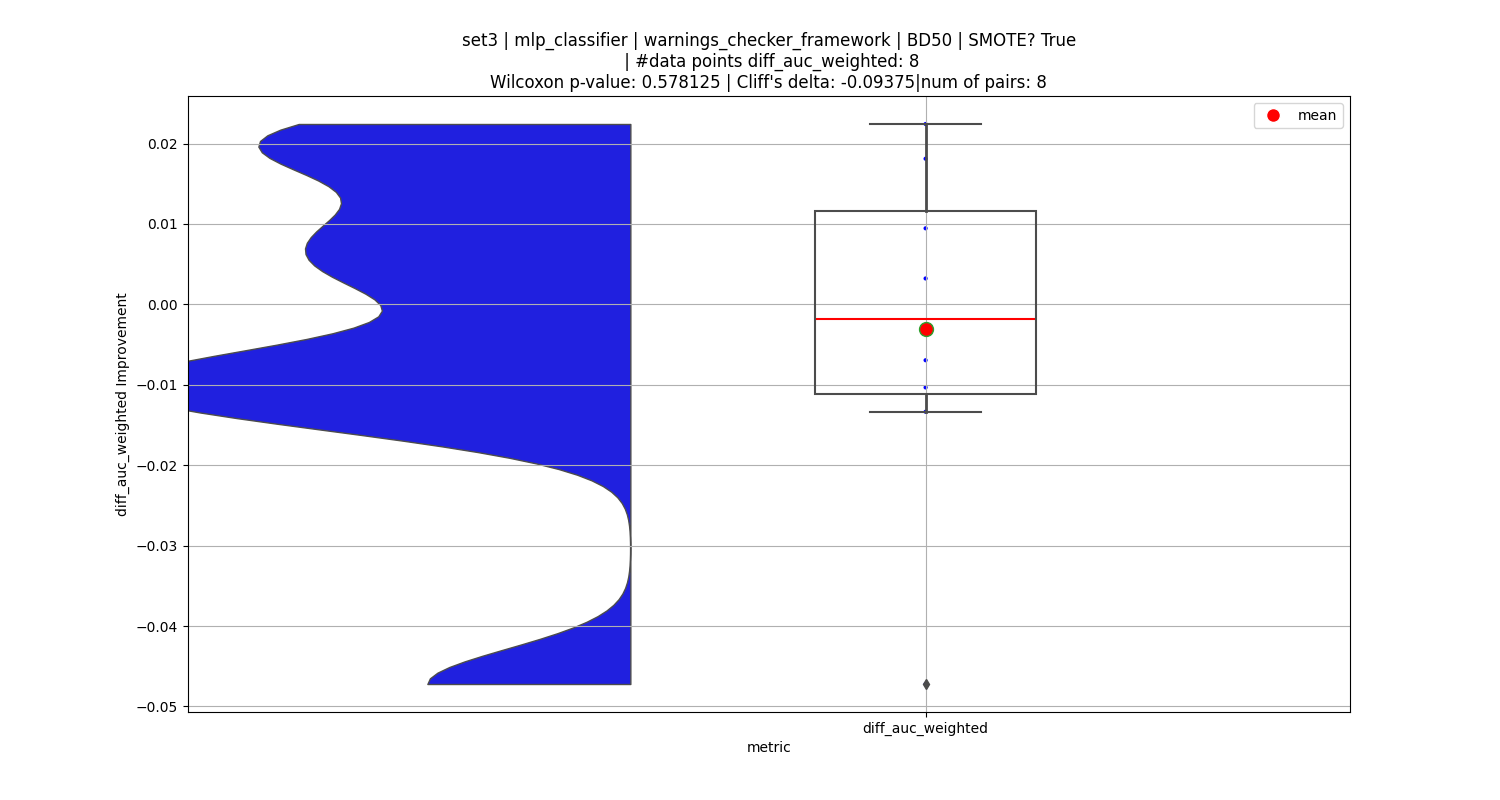 set3 | mlp_classifier | warnings_checker_framework | BD50 | SMOTE? True
| #data points diff_auc_weighted: 8
Wilcoxon p-value: 0.578125 | Cliff's delta: -0.09375|num of pairs: 8
mean
0.02
0.01
0.00
−0.01
−0.02
−0.03
−0.04
−0.05
diff_auc_weighted Improvement
diff_auc_weighted
metric